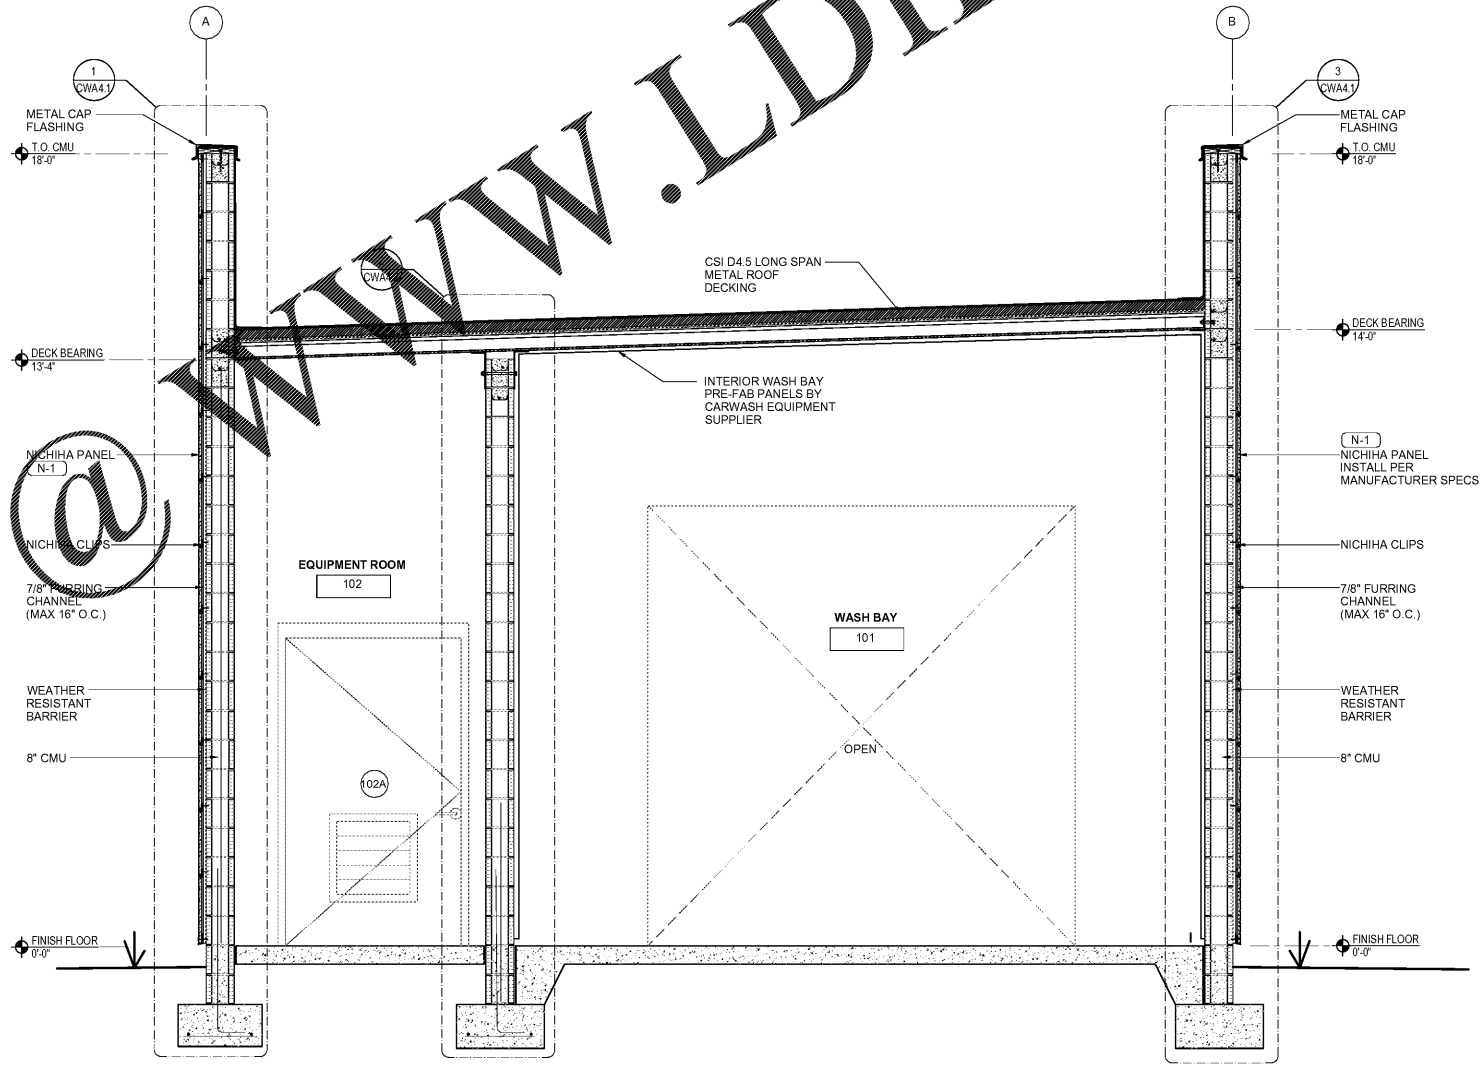 A
B
1
CWA4.1
3
CWA4.1
METAL CAP
FLASHING
METAL CAP
FLASHING
T.O. CMU
18'-0"
T.O. CMU
18'-0"
@ WWW.
CSI D4.5 LONG SPAN
METAL ROOF
DECKING
DECK BEARING
13'-4"
DECK BEARING
14'-0"
INTERIOR WASH BAY
PRE-FAB PANELS BY
CARWASH EQUIPMENT
SUPPLIER
NICHIHA PANEL
N-1
N-1
NICHIHA PANEL
INSTALL PER
MANUFACTURER SPECS
NICHIHA CLIPS
NICHIHA CLIPS
EQUIPMENT ROOM
102
7/8" FURRING
CHANNEL
(MAX 16" O.C.)
7/8" FURRING
CHANNEL
(MAX 16" O.C.)
WASH BAY
101
WEATHER
RESISTANT
BARRIER
WEATHER
RESISTANT
BARRIER
OPEN
8" CMU
8" CMU
102A
FINISH FLOOR
0'-0"
FINISH FLOOR
0'-0"